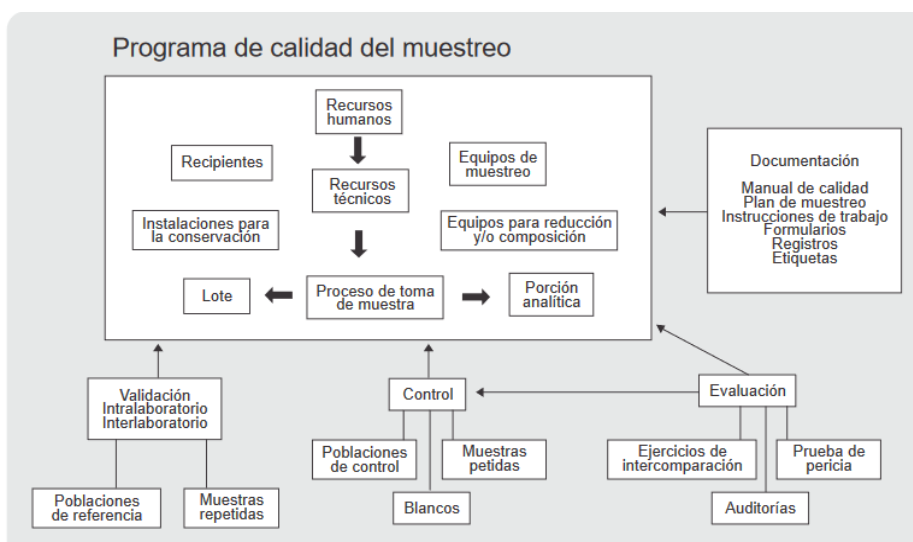 Programa de calidad del muestreo
Recursos
humanos
Recipientes
Equipos de
muestreo
Recursos
técnicos
Instalaciones para
la conservación
Equipos para reducción
y/o composición
Lote
Proceso de toma
de muestra
Porción
analítica
Documentación
Manual de calidad
Plan de muestreo
Instrucciones de trabajo
Formularios
Registros
Etiquetas
Validación
Intralaboratorio
Interlaboratorio
Poblaciones
de referencia
Muestras
repetidas
Control
Poblaciones
de control
Muestras
petidas
Blancos
Evaluación
Ejercicios de
intercomparación
Prueba de
pericia
Auditorías